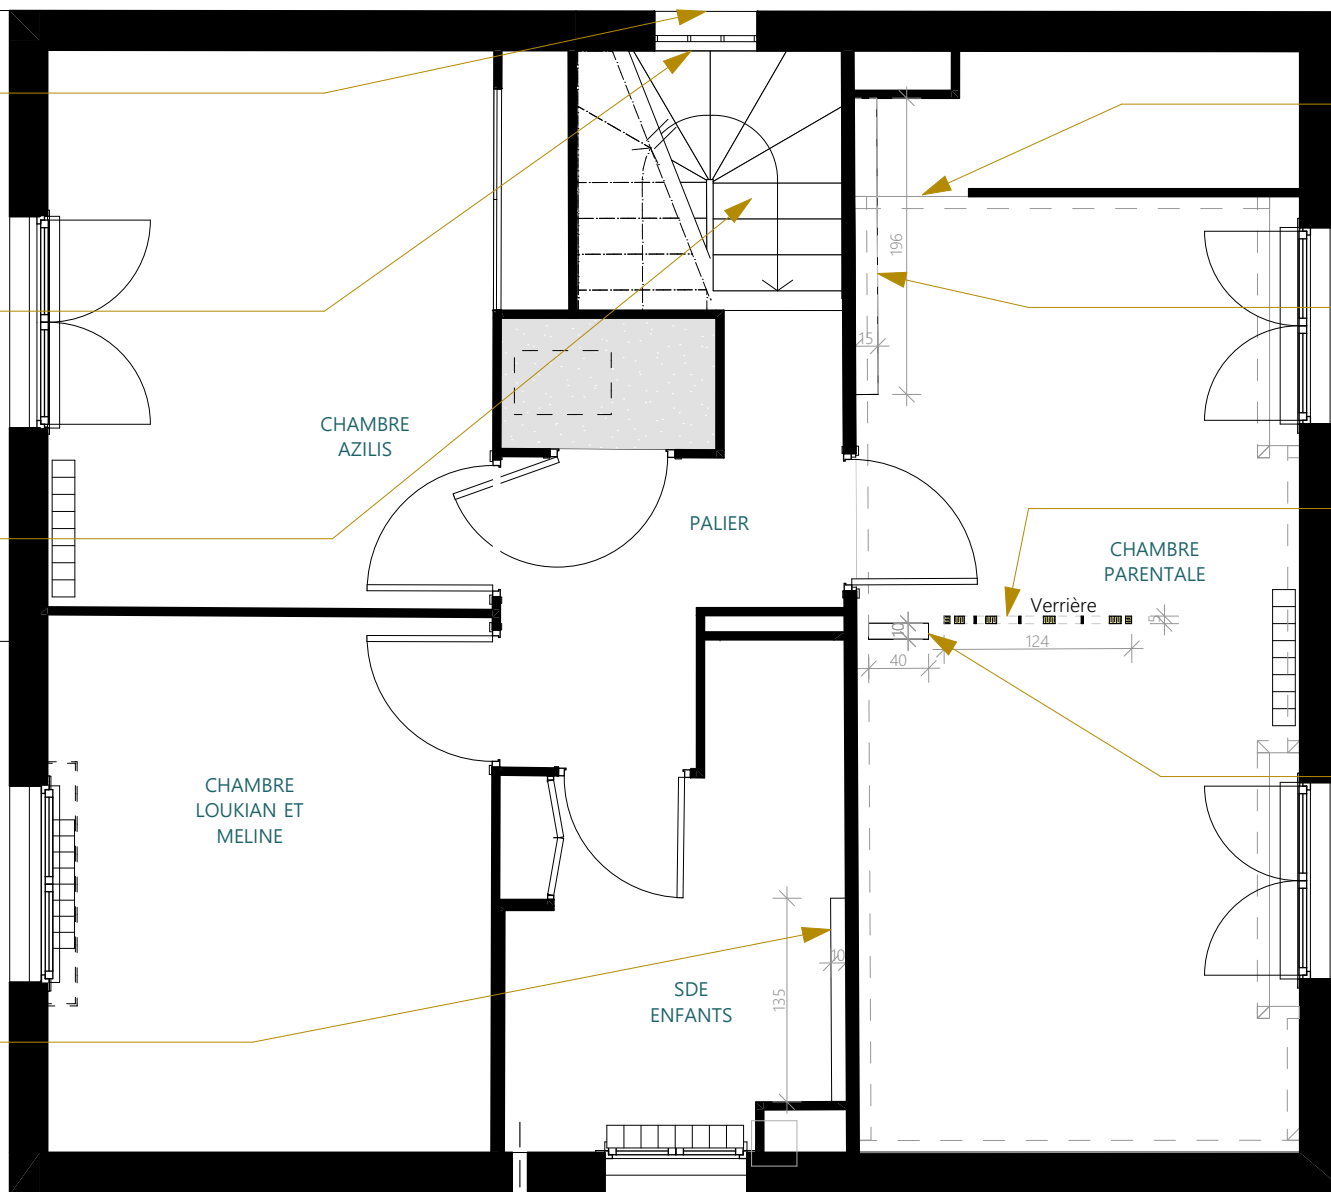 196
15
CHAMBRE
AZILIS
PALIER
CHAMBRE
PARENTALE
Verrière
10
5
124
40
CHAMBRE
LOUKIAN ET
MELINE
10
135
SDE
ENFANTS